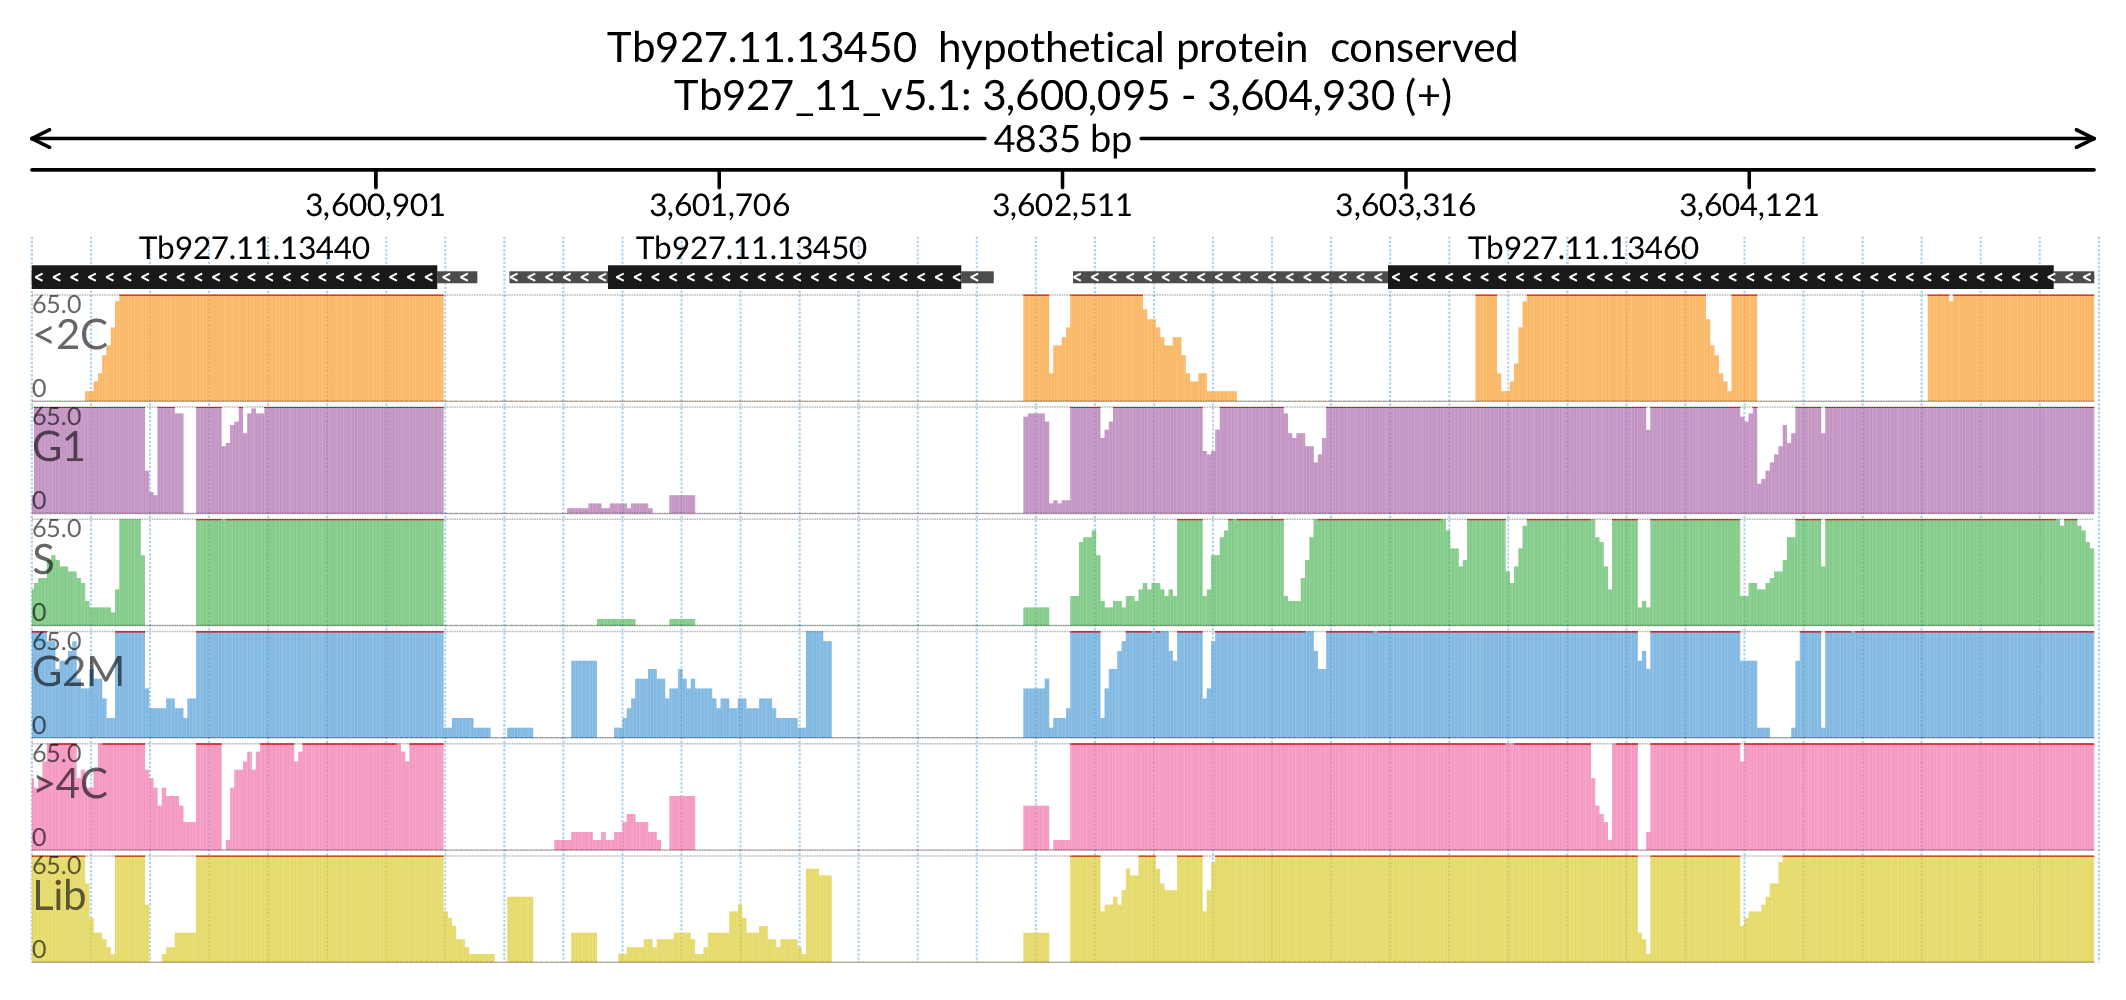 Tb927.11.13450  hypothetical protein  conserved
Tb927_11_v5.1: 3,600,095 - 3,604,930 (+)
4835 bp
3,600,901 3,601,706 3,602,511 3,603,316 3,604,121
Tb927.11.13440 Tb927.11.13450 Tb927.11.13460
65.0
<2C
0
65.0
G1
0
65.0
S
0
65.0
G2M
0
65.0
>4C
0
65.0
Lib
0